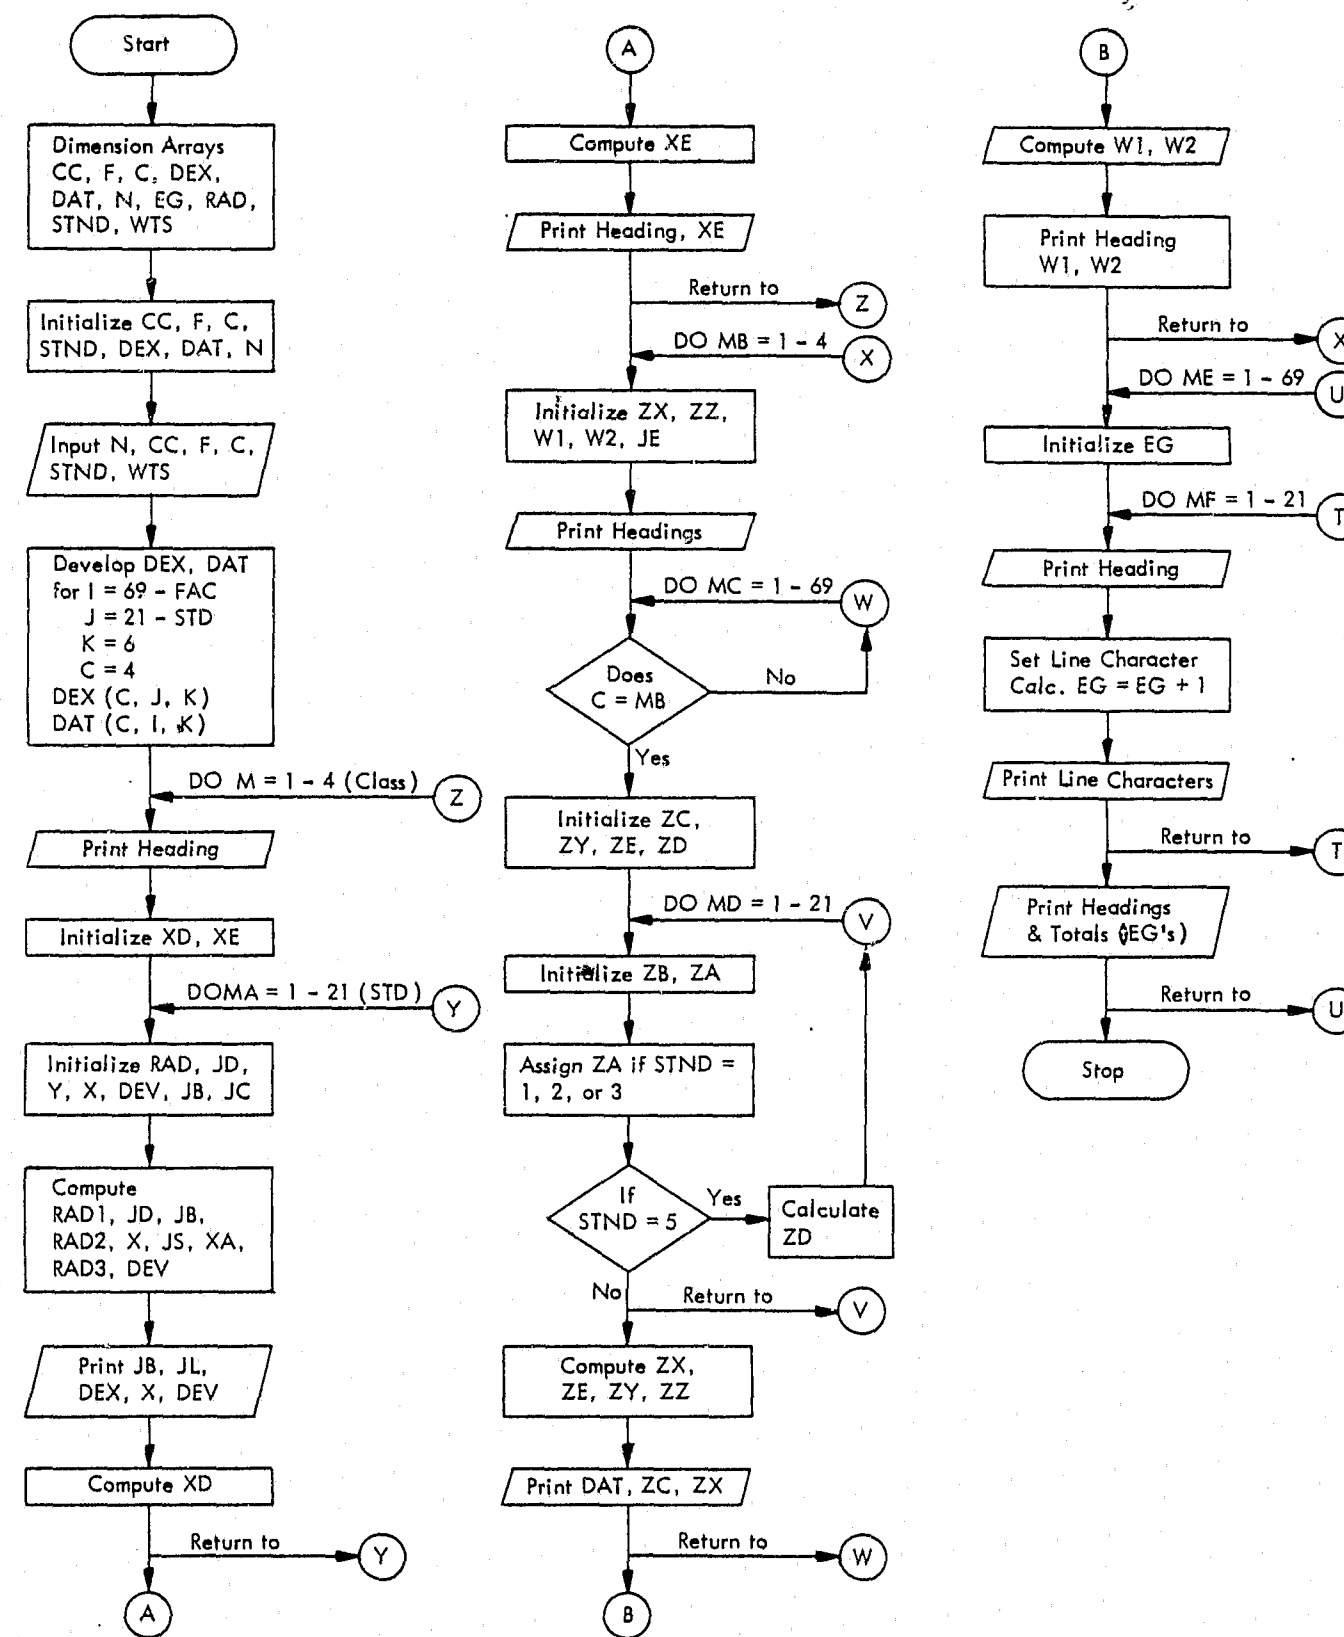 Start
Dimension Arrays
CC, F, C, DEX,
DAT, N, EG, RAD,
STND, WTS
Initialize CC, F, C,
STND, DEX, DAT, N
Input N, CC, F, C,
STND, WTS
Develop DEX, DAT
for I = 69 - FAC
J = 21 - STD
K = 6
C = 4
DEX (C, J, K)
DAT (C, I, K)
DO M = 1 - 4 (Class)
Z
Print Heading
Initialize XD, XE
DOMA = 1 - 21 (STD)
Y
Initialize RAD, JD,
Y, X, DEV, JB, JC
Compute
RAD1, JD, JB,
RAD2, X, JS, XA,
RAD3, DEV
Print JB, JL,
DEX, X, DEV
Compute XD
Return to
Y
A
A
Compute XE
Print Heading, XE
Return to
Z
DO MB = 1 - 4
X
Initialize ZX, ZZ,
W1, W2, JE
Print Headings
DO MC = 1 - 69
W
Does
C = MB
No
Yes
Initialize ZC,
ZY, ZE, ZD
DO MD = 1 - 21
V
Initialize ZB, ZA
Assign ZA if STND =
1, 2, or 3
If
STND = 5
Yes
Calculate
ZD
No
Return to
V
Compute ZX,
ZE, ZY, ZZ
Print DAT, ZC, ZX
Return to
W
B
B
Compute W1, W2
Print Heading
W1, W2
Return to
X
DO ME = 1 - 69
U
Initialize EG
DO MF = 1 - 21
T
Print Heading
Set Line Character
Calc. EG = EG + 1
Print Line Characters
Return to
T
Print Headings
& Totals (EG's)
Return to
U
Stop